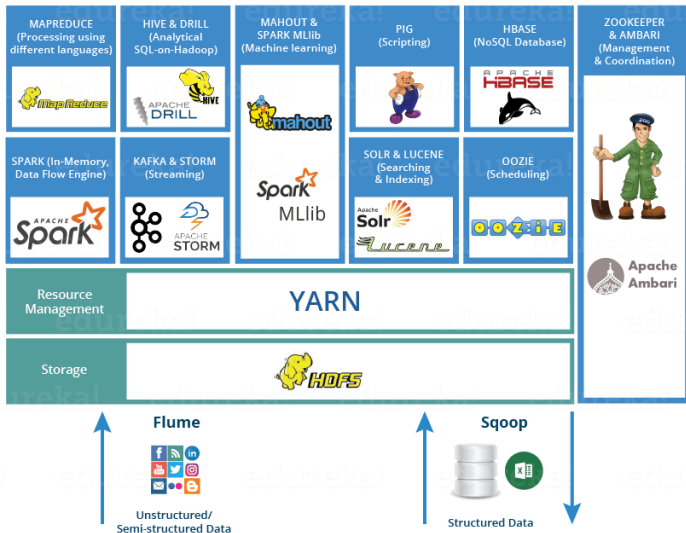 MAPREDUCE
(Processing using
different languages)
Map Reduce
HIVE & DRILL
(Analytical
SQL-on-Hadoop)
HIVE
APACHE
DRILL
MAHOUT &
SPARK MLlib
(Machine learning)
mahout
Spark
MLlib
PIG
(Scripting)
HBASE
(NoSQL Database)
APACHE
HBASE
ZOOKEEPER
& AMBARI
(Management
& Coordination)
ZOO
Apache
Ambari
SPARK (In-Memory,
Data Flow Engine)
APACHE
Spark
KAFKA & STORM
(Streaming)
APACHE
STORM
SOLR & LUCENE
(Searching
& Indexing)
Apache
Solr
Lucene
OOZIE
(Scheduling)
OOZIE
Resource
Management
YARN
edureka!
Storage
HDFS
Flume
Unstructured/
Semi-structured Data
Sqoop
Structured Data